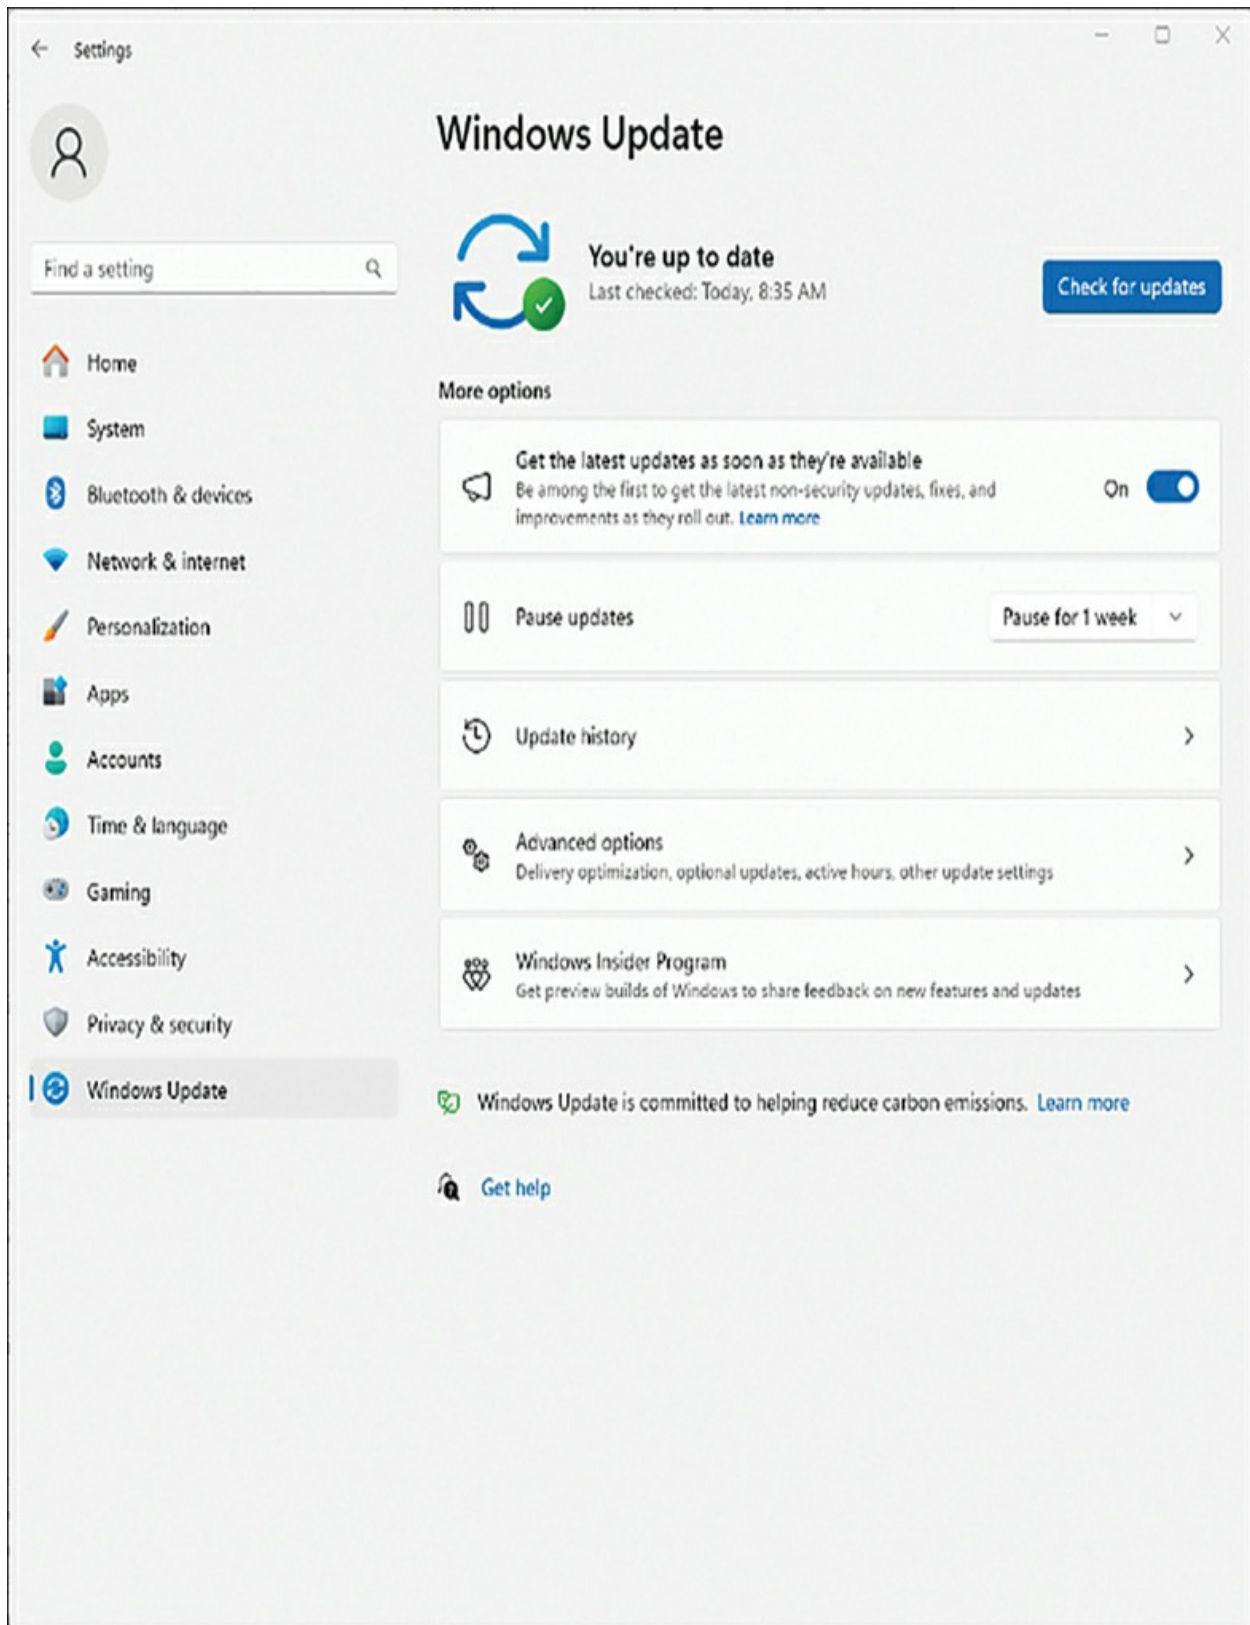 Settings
Find a setting
Home
System
Bluetooth & devices
Network & internet
Personalization
Apps
Accounts
Time & language
Gaming
Accessibility
Privacy & security
Windows Update
Windows Update
You're up to date
Last checked: Today, 8:35 AM
Check for updates
More options
Get the latest updates as soon as they're available
Be among the first to get the latest non-security updates, fixes, and
improvements as they roll out. Learn more
On
Pause updates
Pause for 1 week
Update history
Advanced options
Delivery optimization, optional updates, active hours, other update settings
Windows Insider Program
Get preview builds of Windows to share feedback on new features and updates
Windows Update is committed to helping reduce carbon emissions. Learn more
Get help